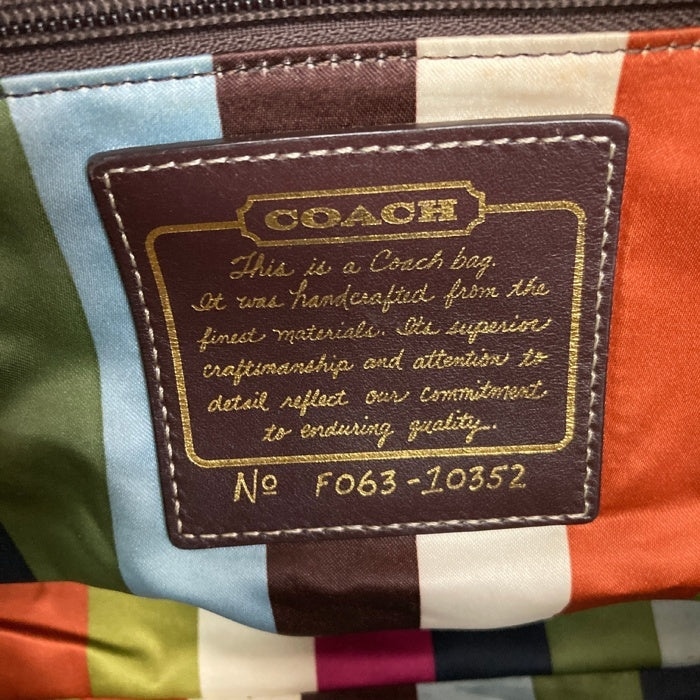 COACH
This is a Coach bag.
It was handcrafted from the
finest materials. Its superior
craftsmanship and attention to
detail reflect our commitment
to enduring quality.
Nº F063-10352